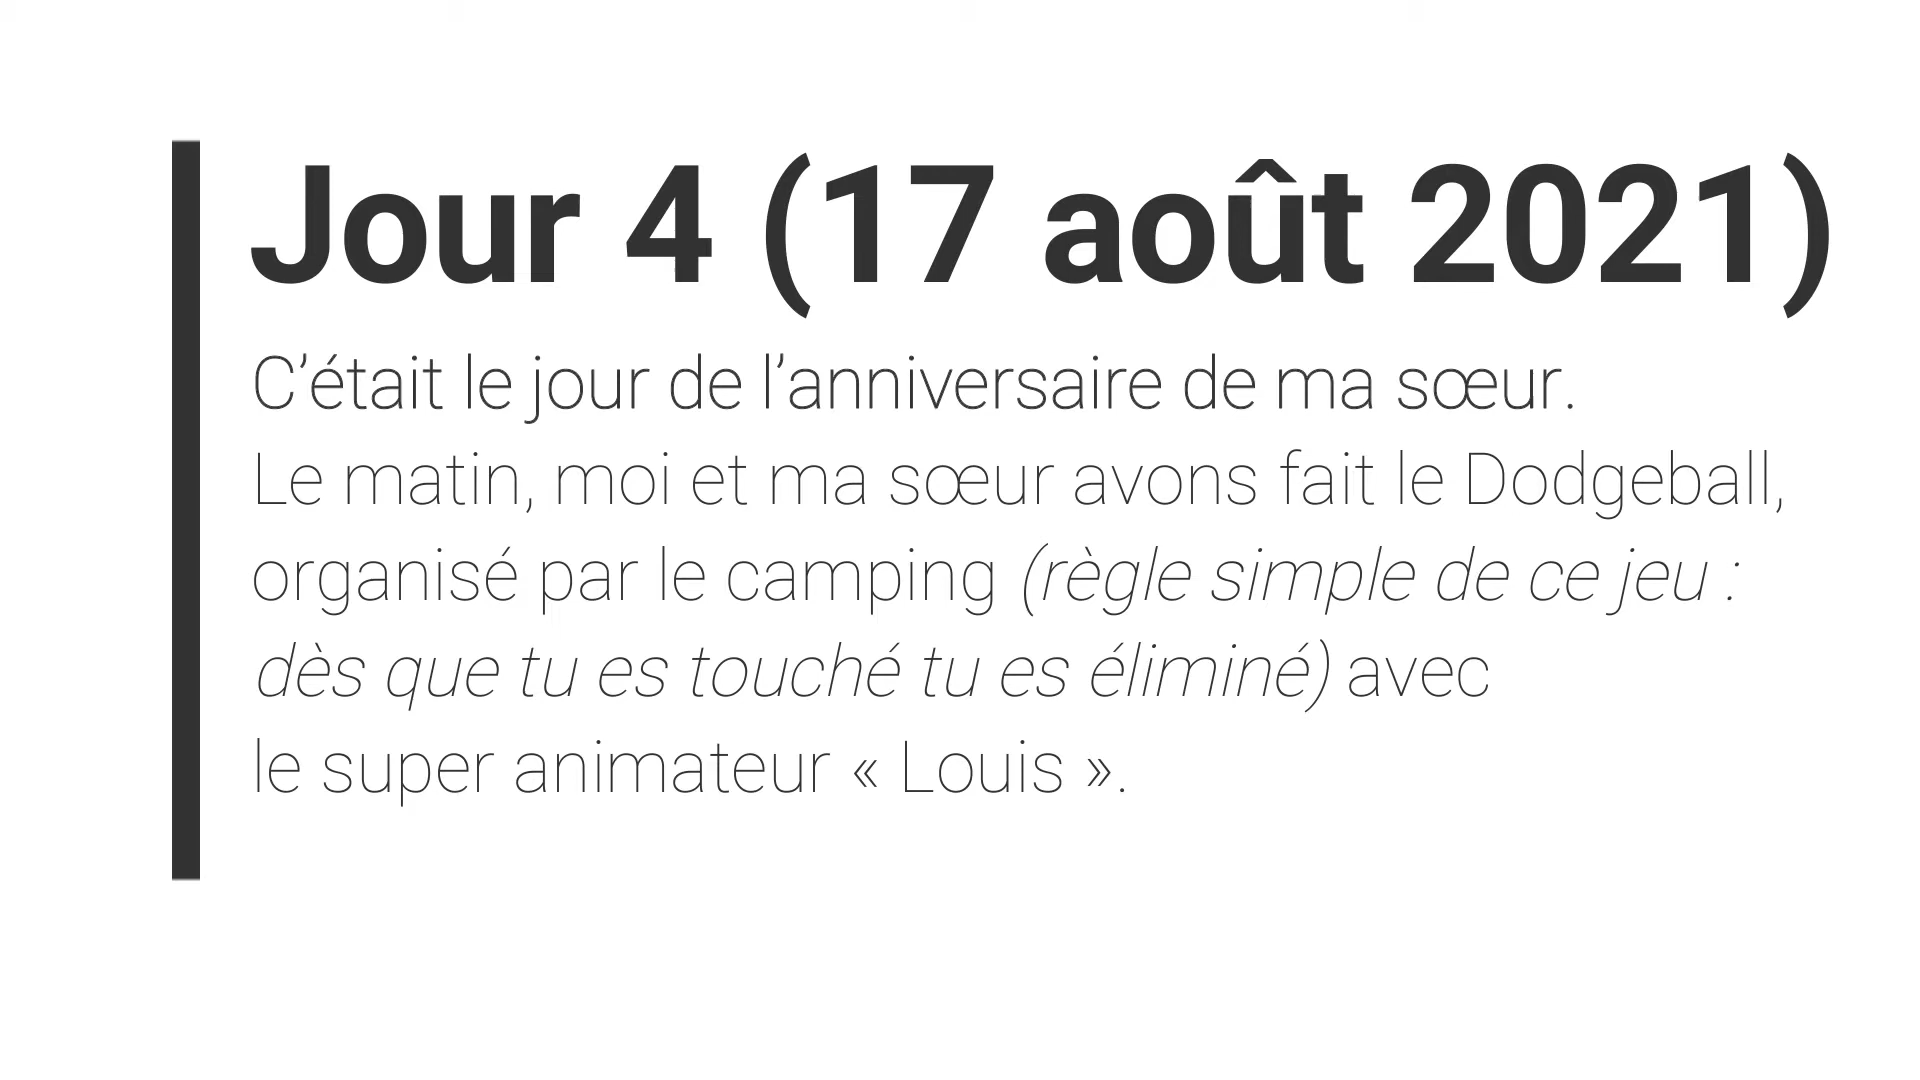 Jour 4 (17 août 2021)
C’était le jour de l’anniversaire de ma sœur.
Le matin, moi et ma sœur avons fait le Dodgeball,
organisé par le camping (règle simple de ce jeu :
dès que tu es touché tu es éliminé) avec
le super animateur « Louis ».